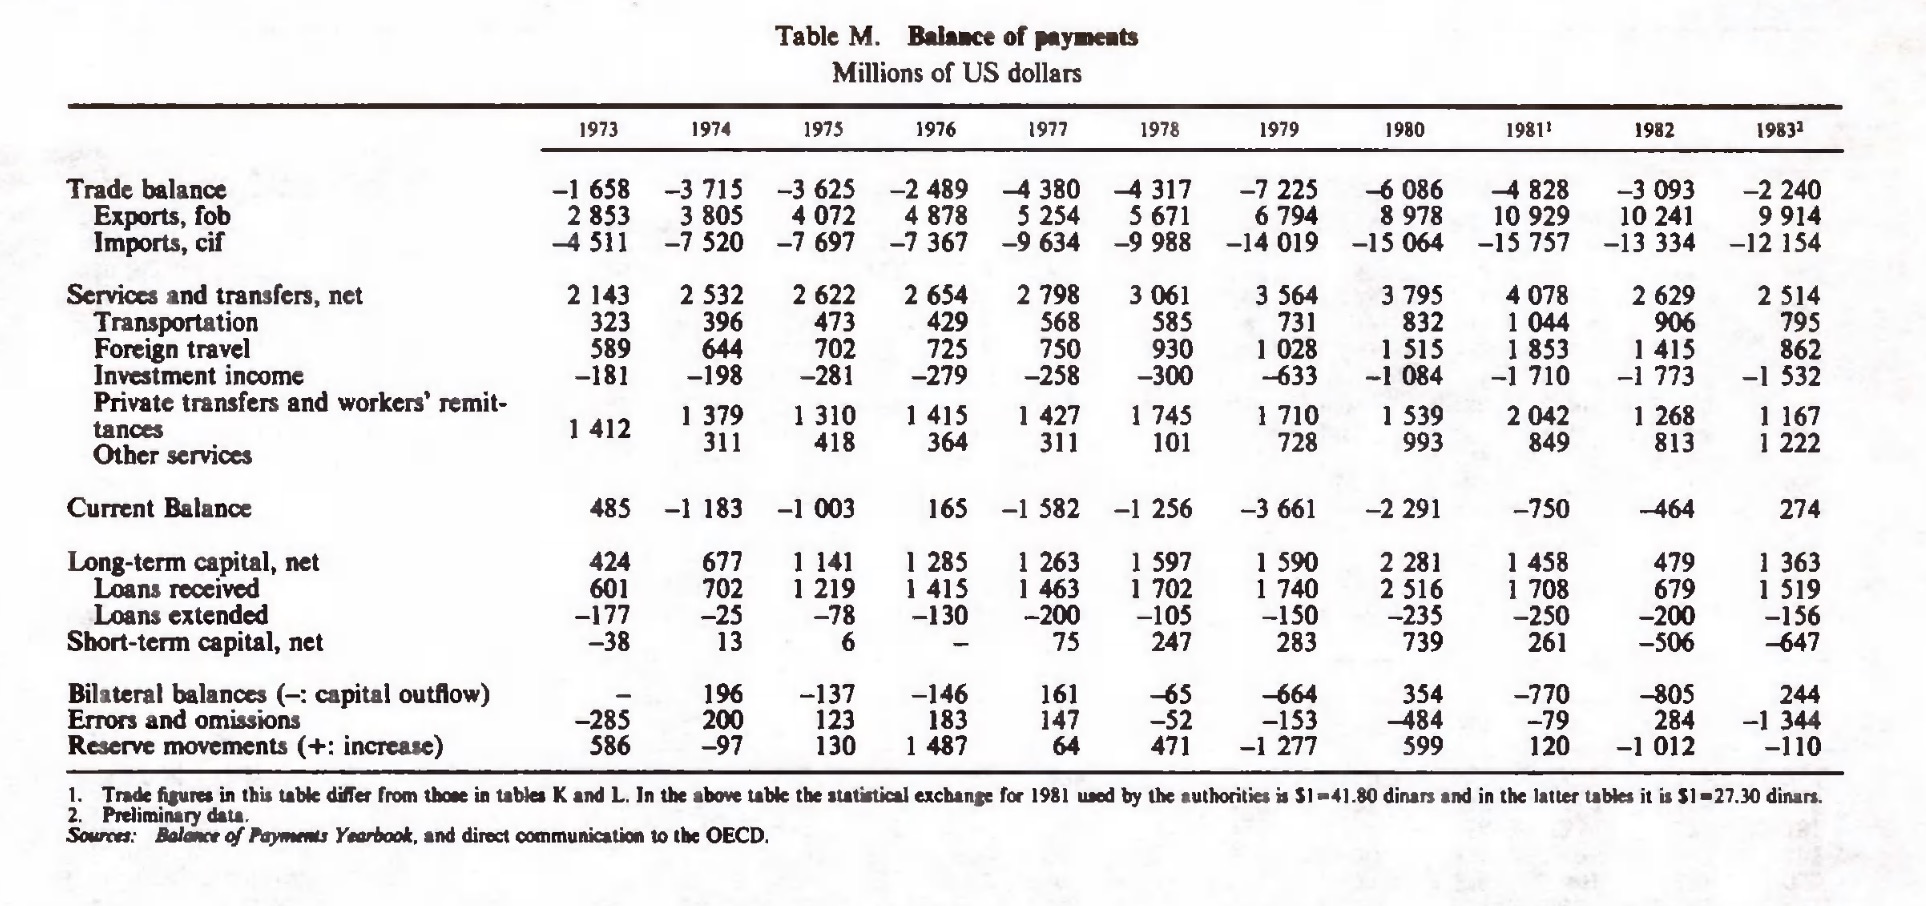 Table M. Balance of payments
Millions of US dollars
1973 1974 1975 1976 1977 1978 1979 1980 1981¹ 1982 1983²
Trade balance −1 658 −3 715 −3 625 −2 489 −4 380 −4 317 −7 225 −6 086 −4 828 −3 093 −2 240
Exports, fob 2 853 3 805 4 072 4 878 5 254 5 671 6 794 8 978 10 929 10 241 9 914
Imports, cif −4 511 −7 520 −7 697 −7 367 −9 634 −9 988 −14 019 −15 064 −15 757 −13 334 −12 154
Services and transfers, net 2 143 2 532 2 622 2 654 2 798 3 061 3 564 3 795 4 078 2 629 2 514
Transportation 323 396 473 429 568 585 731 832 1 044 906 795
Foreign travel 589 644 702 725 750 930 1 028 1 515 1 853 1 415 862
Investment income −181 −198 −281 −279 −258 −300 −633 −1 084 −1 710 −1 773 −1 532
Private transfers and workers' remit-
tances 1 412 1 379 1 310 1 415 1 427 1 745 1 710 1 539 2 042 1 268 1 167
Other services 311 418 364 311 101 728 993 849 813 1 222
Current Balance 485 −1 183 −1 003 165 −1 582 −1 256 −3 661 −2 291 −750 −464 274
Long-term capital, net 424 677 1 141 1 285 1 263 1 597 1 590 2 281 1 458 479 1 363
Loans received 601 702 1 219 1 415 1 463 1 702 1 740 2 516 1 708 679 1 519
Loans extended −177 −25 −78 −130 −200 −105 −150 −235 −250 −200 −156
Short-term capital, net −38 13 6 − 75 247 283 739 261 −506 −647
Bilateral balances (−: capital outflow) − 196 −137 −146 161 −65 −664 354 −770 −805 244
Errors and omissions −285 200 123 183 147 −52 −153 −484 −79 284 −1 344
Reserve movements (+: increase) 586 −97 130 1 487 64 471 −1 277 599 120 −1 012 −110
1. Trade figures in this table differ from those in tables K and L. In the above table the statistical exchange for 1981 used by the authorities is $1=41.80 dinars and in the latter tables it is $1=27.30 dinars.
2. Preliminary data.
Sources: Balance of Payments Yearbook, and direct communication to the OECD.